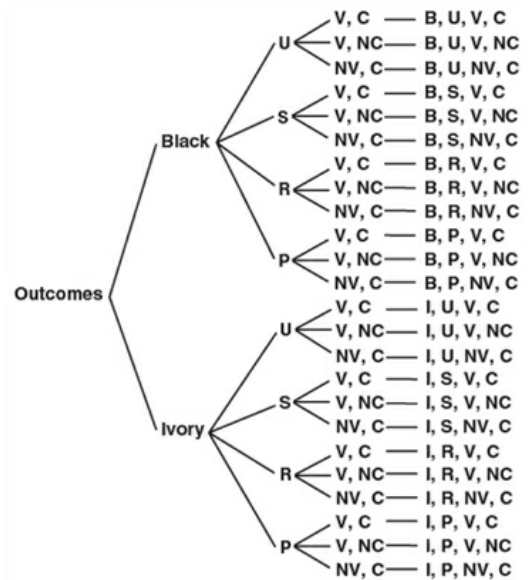 V, C — B, U, V, C
U V, NC — B, U, V, NC
NV, C — B, U, NV, C
V, C — B, S, V, C
S V, NC — B, S, V, NC
NV, C — B, S, NV, C
Black
V, C — B, R, V, C
R V, NC — B, R, V, NC
NV, C — B, R, NV, C
V, C — B, P, V, C
P V, NC — B, P, V, NC
NV, C — B, P, NV, C
Outcomes
V, C — I, U, V, C
U V, NC — I, U, V, NC
NV, C — I, U, NV, C
V, C — I, S, V, C
S V, NC — I, S, V, NC
NV, C — I, S, NV, C
Ivory
V, C — I, R, V, C
R V, NC — I, R, V, NC
NV, C — I, R, NV, C
V, C — I, P, V, C
P V, NC — I, P, V, NC
NV, C — I, P, NV, C